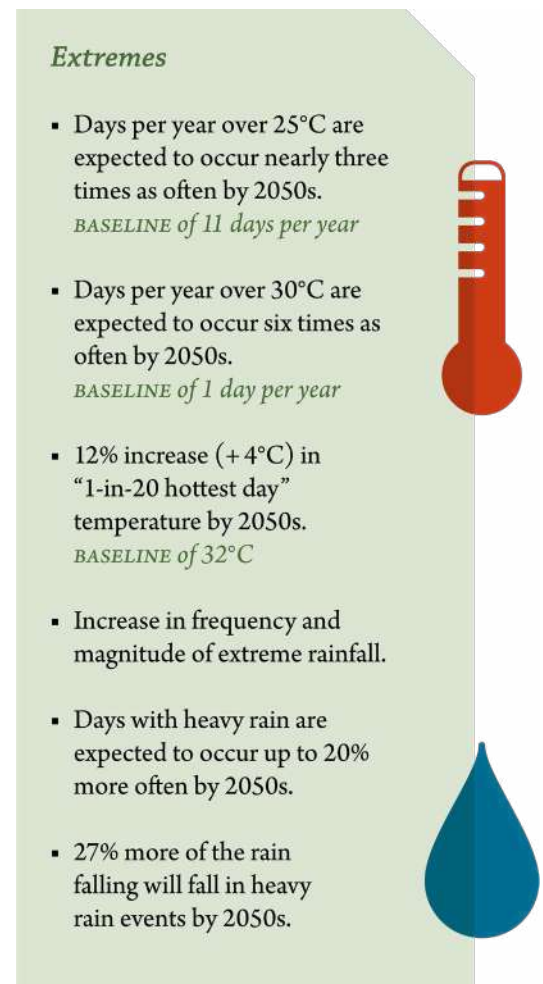 Extremes
▪ Days per year over 25°C are
expected to occur nearly three
times as often by 2050s.
BASELINE of 11 days per year
▪ Days per year over 30°C are
expected to occur six times as
often by 2050s.
BASELINE of 1 day per year
▪ 12% increase (+4°C) in
“1-in-20 hottest day”
temperature by 2050s.
BASELINE of 32°C
▪ Increase in frequency and
magnitude of extreme rainfall.
▪ Days with heavy rain are
expected to occur up to 20%
more often by 2050s.
▪ 27% more of the rain
falling will fall in heavy
rain events by 2050s.